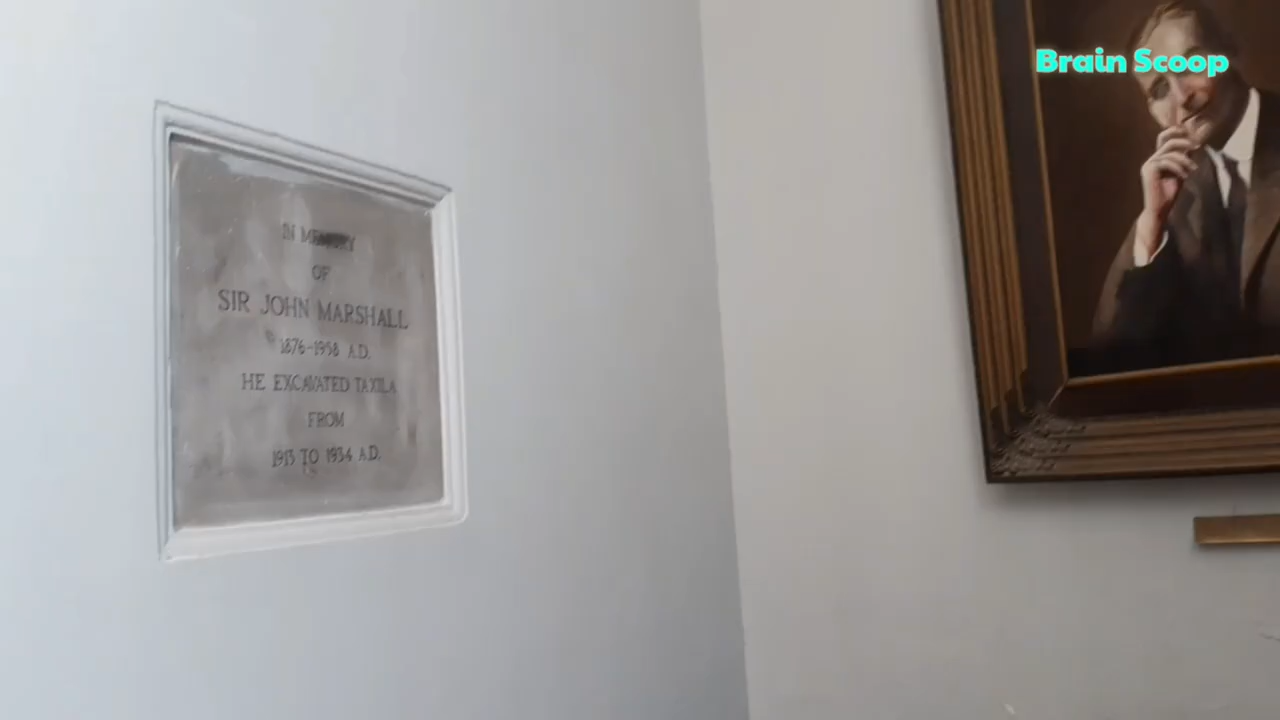 Brain Scoop
IN MEMORY
OF
SIR JOHN MARSHALL
1876-1958 A.D.
HE EXCAVATED TAXILA
FROM
1913 TO 1934 A.D.